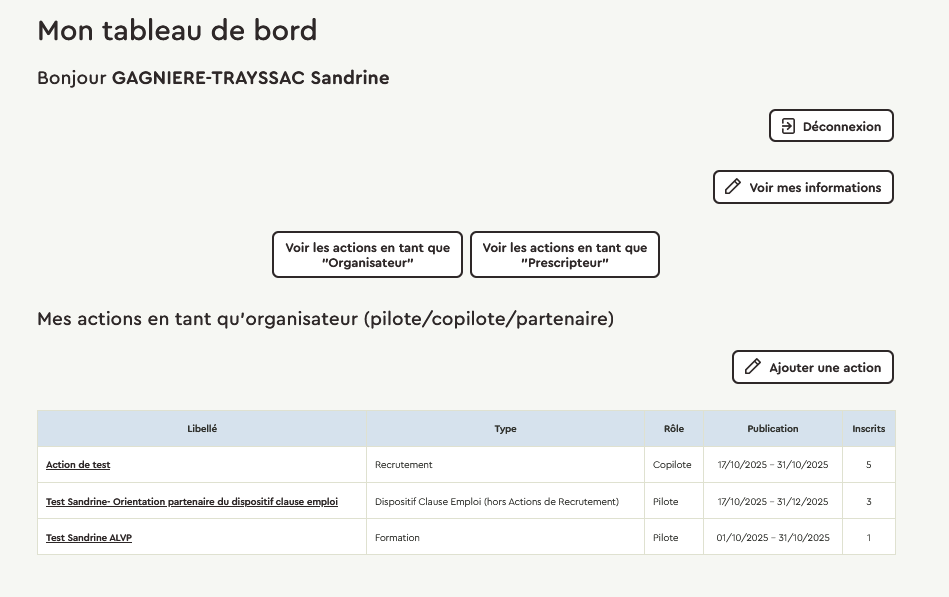 Mon tableau de bord
Bonjour GAGNIERE-TRAYSSAC Sandrine
Déconnexion
Voir mes informations
Voir les actions en tant que
"Organisateur"
Voir les actions en tant que
"Prescripteur"
Mes actions en tant qu'organisateur (pilote/copilote/partenaire)
Ajouter une action
Libellé Type Rôle Publication Inscrits
Action de test Recrutement Copilote 17/10/2025 - 31/10/2025 5
Test Sandrine- Orientation partenaire du dispositif clause emploi Dispositif Clause Emploi (hors Actions de Recrutement) Pilote 17/10/2025 - 31/12/2025 3
Test Sandrine ALVP Formation Pilote 01/10/2025 - 31/10/2025 1